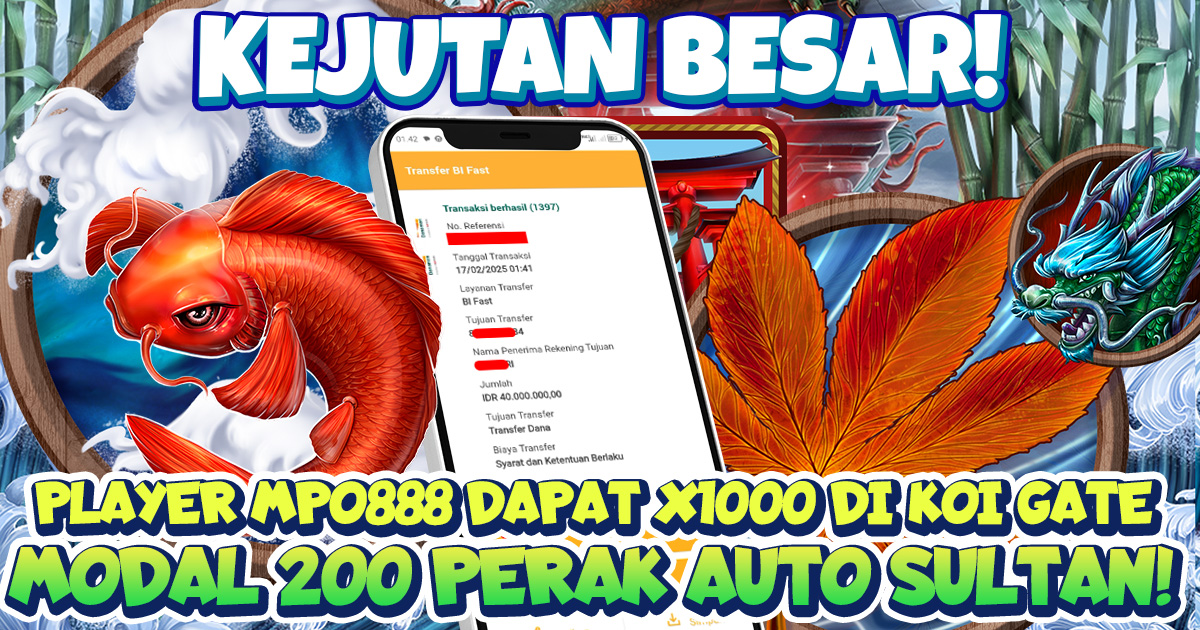 KEJUTAN BESAR!
01.42
Transfer BI Fast
Transaksi berhasil (1397)
No. Referensi
Tanggal Transaksi
17/02/2025 01:41
Layanan Transfer
BI Fast
Tujuan Transfer
84
Nama Penerima Rekening Tujuan
RI
Jumlah
IDR 40.000.000,00
Tujuan Transfer
Transfer Dana
Biaya Transfer
Syarat dan Ketentuan Berlaku
PLAYER MPO888 DAPAT X1000 DI KOI GATE
MODAL 200 PERAK AUTO SULTAN!